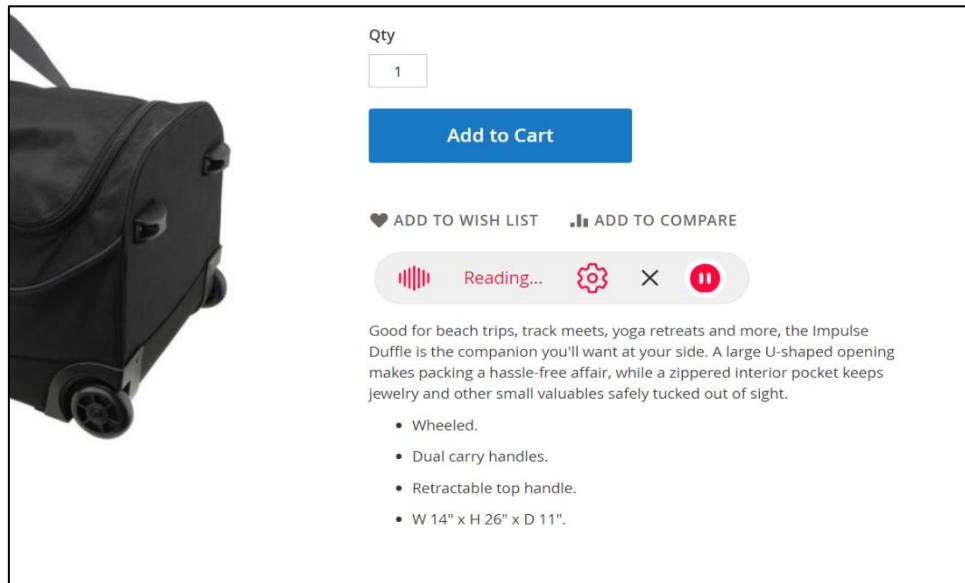 Qty
1
Add to Cart
ADD TO WISH LIST
ADD TO COMPARE
Reading...
Good for beach trips, track meets, yoga retreats and more, the Impulse
Duffle is the companion you'll want at your side. A large U-shaped opening
makes packing a hassle-free affair, while a zippered interior pocket keeps
jewelry and other small valuables safely tucked out of sight.
• Wheeled.
• Dual carry handles.
• Retractable top handle.
• W 14" x H 26" x D 11".